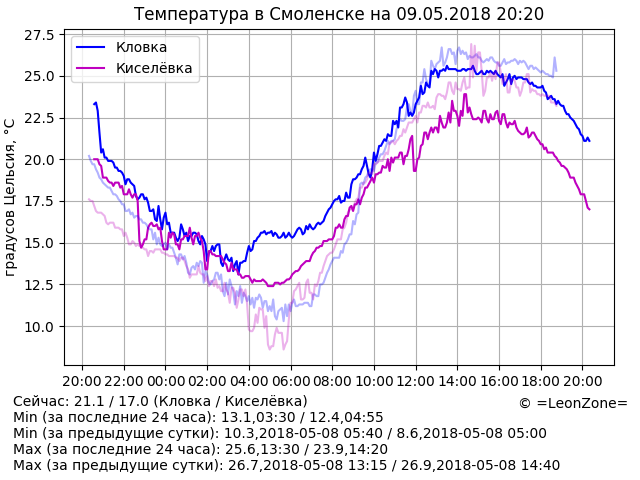 Температура в Смоленске на 09.05.2018 20:20
Кловка
Киселёвка
градусов Цельсия, °C
27.5
25.0
22.5
20.0
17.5
15.0
12.5
10.0
20:00 22:00 00:00 02:00 04:00 06:00 08:00 10:00 12:00 14:00 16:00 18:00 20:00
Сейчас: 21.1 / 17.0 (Кловка / Киселёвка)
© =LeonZone=
Min (за последние 24 часа): 13.1,03:30 / 12.4,04:55
Min (за предыдущие сутки): 10.3,2018-05-08 05:40 / 8.6,2018-05-08 05:00
Max (за последние 24 часа): 25.6,13:30 / 23.9,14:20
Max (за предыдущие сутки): 26.7,2018-05-08 13:15 / 26.9,2018-05-08 14:40